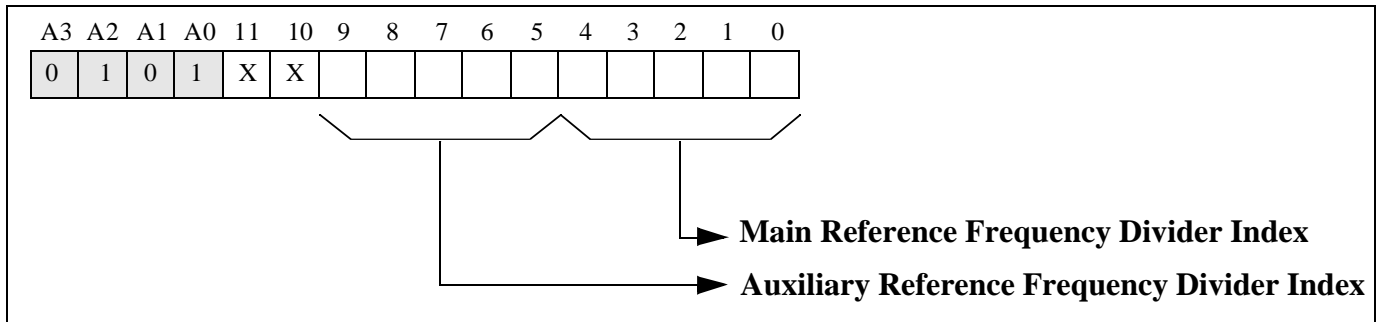 A3 A2 A1 A0 11 10 9 8 7 6 5 4 3 2 1 0
0 1 0 1 X X
Main Reference Frequency Divider Index
Auxiliary Reference Frequency Divider Index